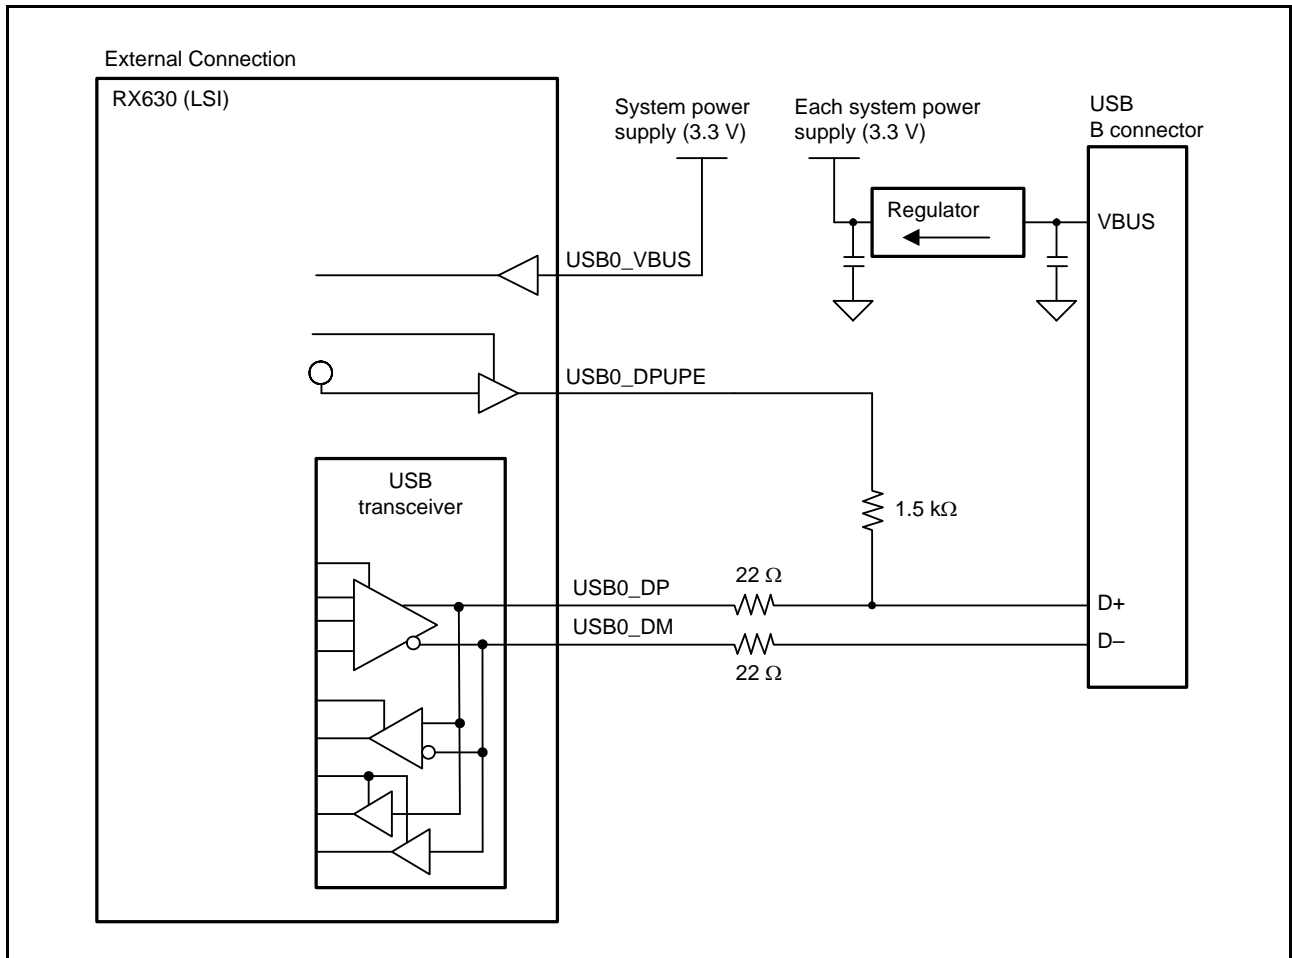 External Connection
RX630 (LSI)
System power
supply (3.3 V)
Each system power
supply (3.3 V)
USB
B connector
Regulator
VBUS
USB0_VBUS
USB0_DPUPE
USB
transceiver
1.5 kΩ
22 Ω
USB0_DP
D+
USB0_DM
D–
22 Ω